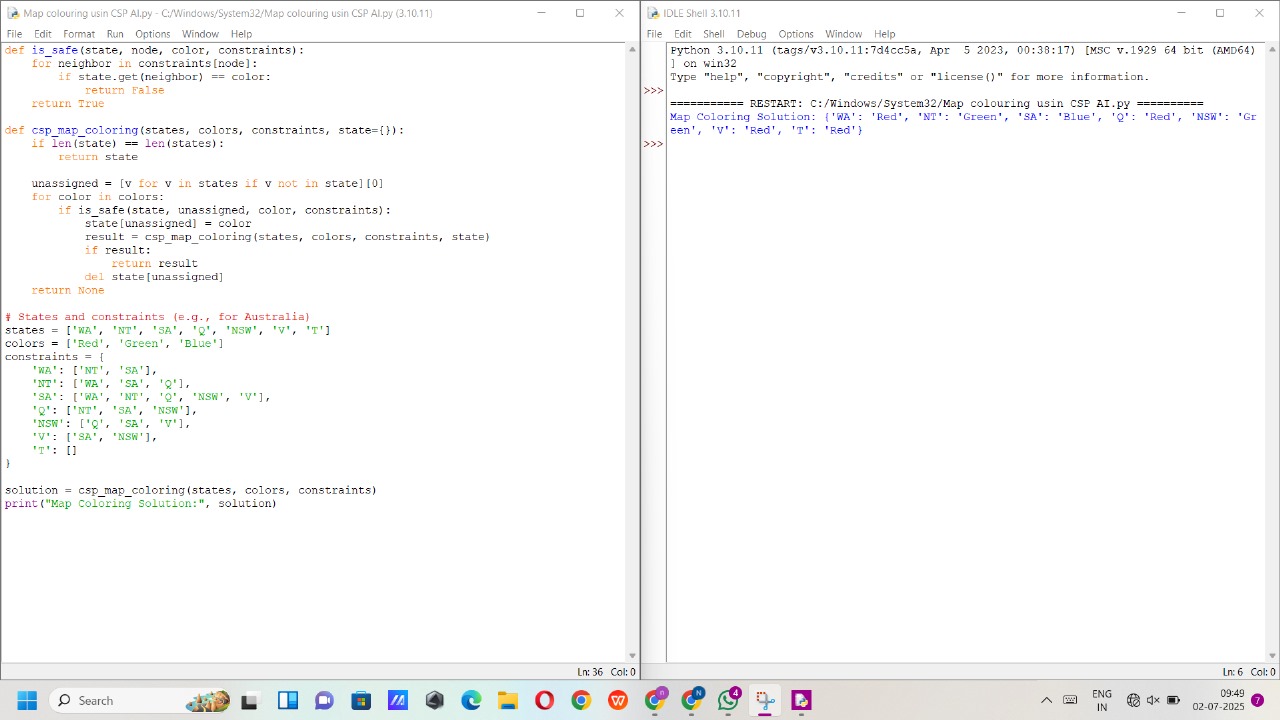 Map colouring usin CSP AI.py - C:/Windows/System32/Map colouring usin CSP AI.py (3.10.11)
File Edit Format Run Options Window Help
def is_safe(state, node, color, constraints):
    for neighbor in constraints[node]:
        if state.get(neighbor) == color:
            return False
    return True

def csp_map_coloring(states, colors, constraints, state={}):
    if len(state) == len(states):
        return state

    unassigned = [v for v in states if v not in state][0]
    for color in colors:
        if is_safe(state, unassigned, color, constraints):
            state[unassigned] = color
            result = csp_map_coloring(states, colors, constraints, state)
            if result:
                return result
            del state[unassigned]
    return None

# States and constraints (e.g., for Australia)
states = ['WA', 'NT', 'SA', 'Q', 'NSW', 'V', 'T']
colors = ['Red', 'Green', 'Blue']
constraints = {
    'WA': ['NT', 'SA'],
    'NT': ['WA', 'SA', 'Q'],
    'SA': ['WA', 'NT', 'Q', 'NSW', 'V'],
    'Q': ['NT', 'SA', 'NSW'],
    'NSW': ['Q', 'SA', 'V'],
    'V': ['SA', 'NSW'],
    'T': []
}

solution = csp_map_coloring(states, colors, constraints)
print("Map Coloring Solution:", solution)
Ln: 36 Col: 0
IDLE Shell 3.10.11
File Edit Shell Debug Options Window Help
Python 3.10.11 (tags/v3.10.11:7d4cc5a, Apr  5 2023, 00:38:17) [MSC v.1929 64 bit (AMD64)
] on win32
Type "help", "copyright", "credits" or "license()" for more information.
>>>
=========== RESTART: C:/Windows/System32/Map colouring usin CSP AI.py ==========
Map Coloring Solution: {'WA': 'Red', 'NT': 'Green', 'SA': 'Blue', 'Q': 'Red', 'NSW': 'Gr
een', 'V': 'Red', 'T': 'Red'}
>>>
Ln: 6 Col: 0
Search
4
ENG
IN
09:49
02-07-2025
7